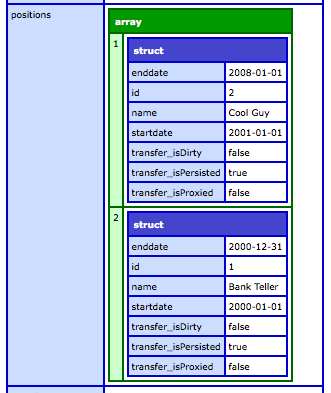 positions
array
1
struct
enddate 2008-01-01
id 2
name Cool Guy
startdate 2001-01-01
transfer_isDirty false
transfer_isPersisted true
transfer_isProxied false
2
struct
enddate 2000-12-31
id 1
name Bank Teller
startdate 2000-01-01
transfer_isDirty false
transfer_isPersisted true
transfer_isProxied false